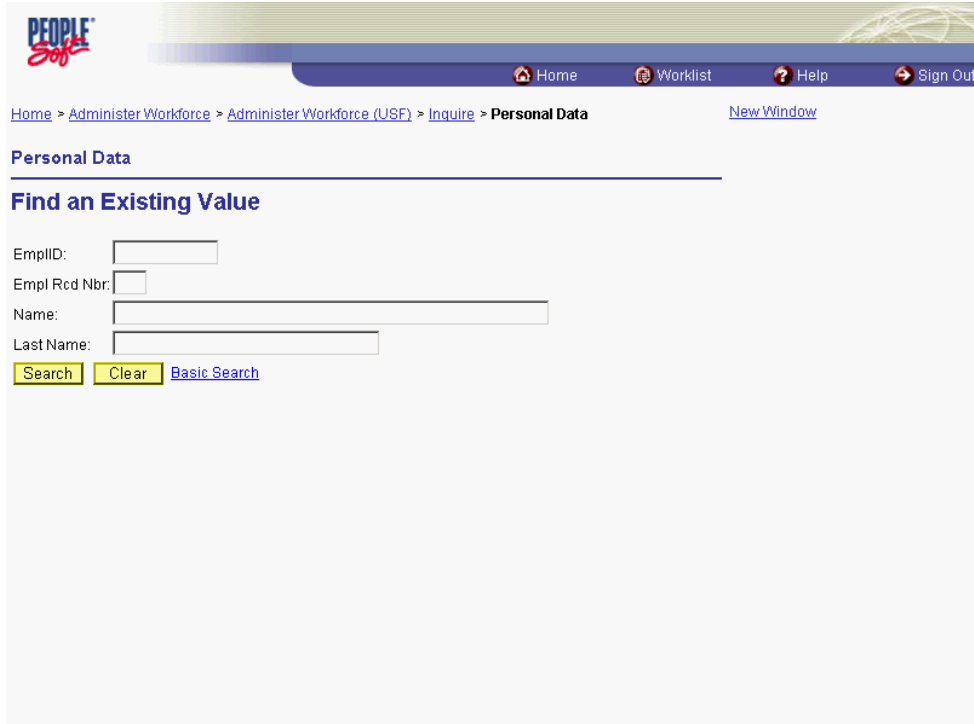 PEOPLE
Soft
Home Worklist Help Sign Out
Home > Administer Workforce > Administer Workforce (USF) > Inquire > Personal Data New Window
Personal Data
Find an Existing Value
EmplID:
Empl Rcd Nbr:
Name:
Last Name:
Search Clear Basic Search